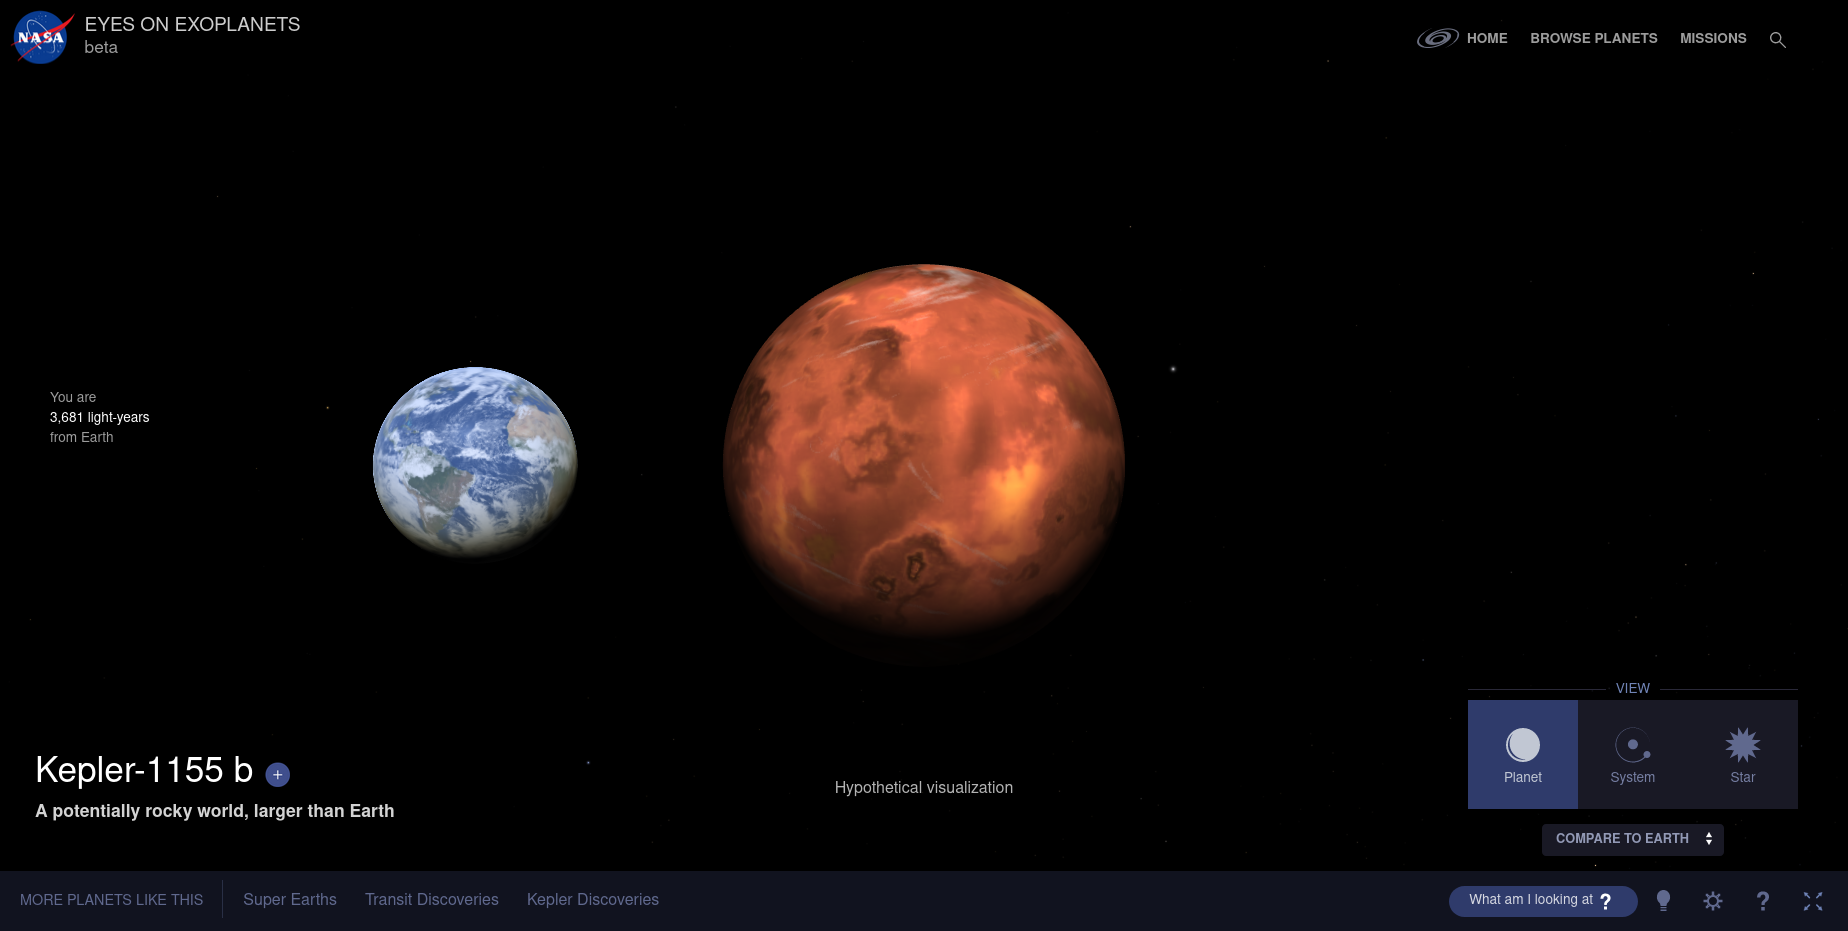 NASA
EYES ON EXOPLANETS
beta
HOME
BROWSE PLANETS
MISSIONS
You are
3,681 light-years
from Earth
Kepler-1155 b +
A potentially rocky world, larger than Earth
Hypothetical visualization
VIEW
Planet
System
Star
COMPARE TO EARTH
MORE PLANETS LIKE THIS
Super Earths
Transit Discoveries
Kepler Discoveries
What am I looking at ?
?